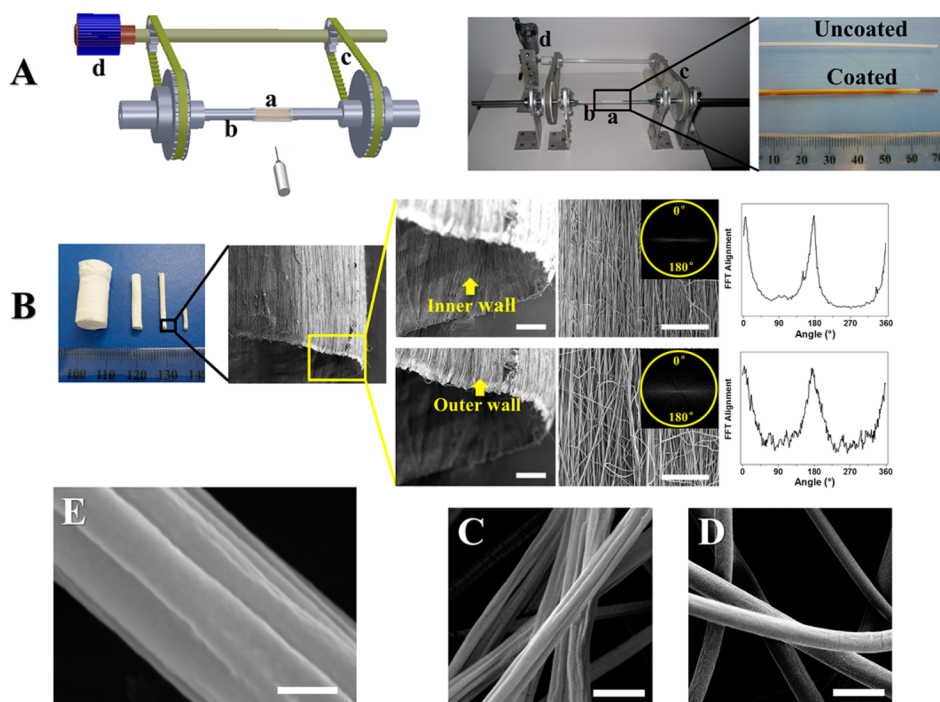 A
d
c
a
b
d
c
b
a
Uncoated
Coated
10 20 30 40 50 60 70
B
100 110 120 130 14
Inner wall
0°
180°
FFT Alignment
0 90 180 270 360
Angle (°)
Outer wall
0°
180°
FFT Alignment
0 90 180 270 360
Angle (°)
E
C
D